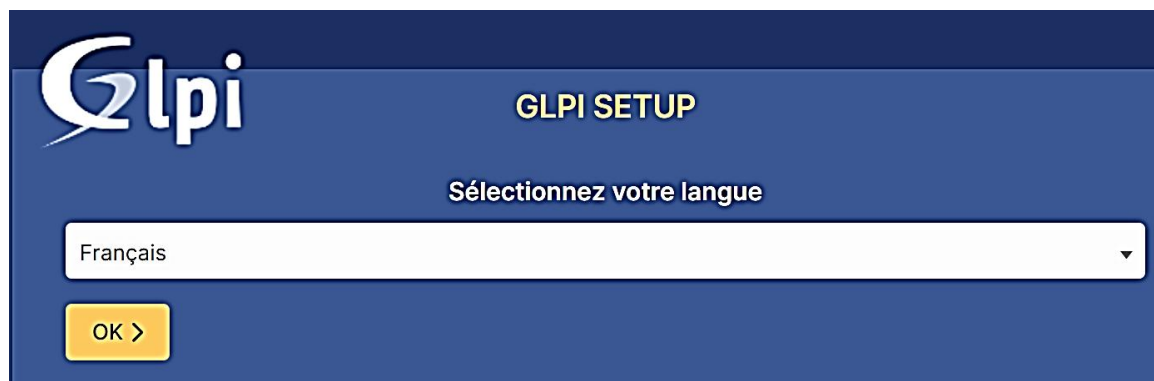 Glpi
GLPI SETUP
Sélectionnez votre langue
Français
OK